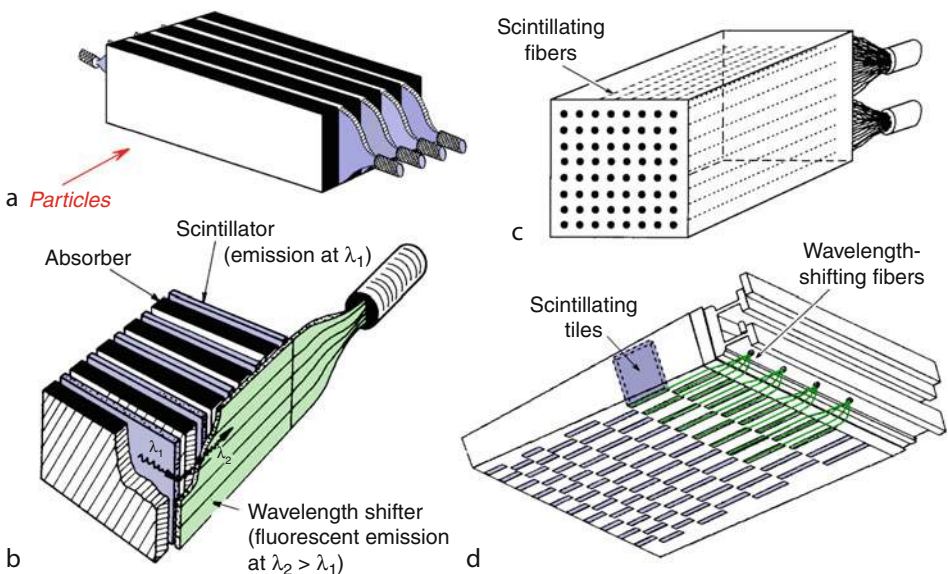 a
Particles
Scintillating
fibers
c
Absorber
Scintillator
(emission at λ₁)
λ₁
λ₂
Wavelength shifter
(fluorescent emission
at λ₂ > λ₁)
b
Wavelength-
shifting fibers
Scintillating
tiles
d